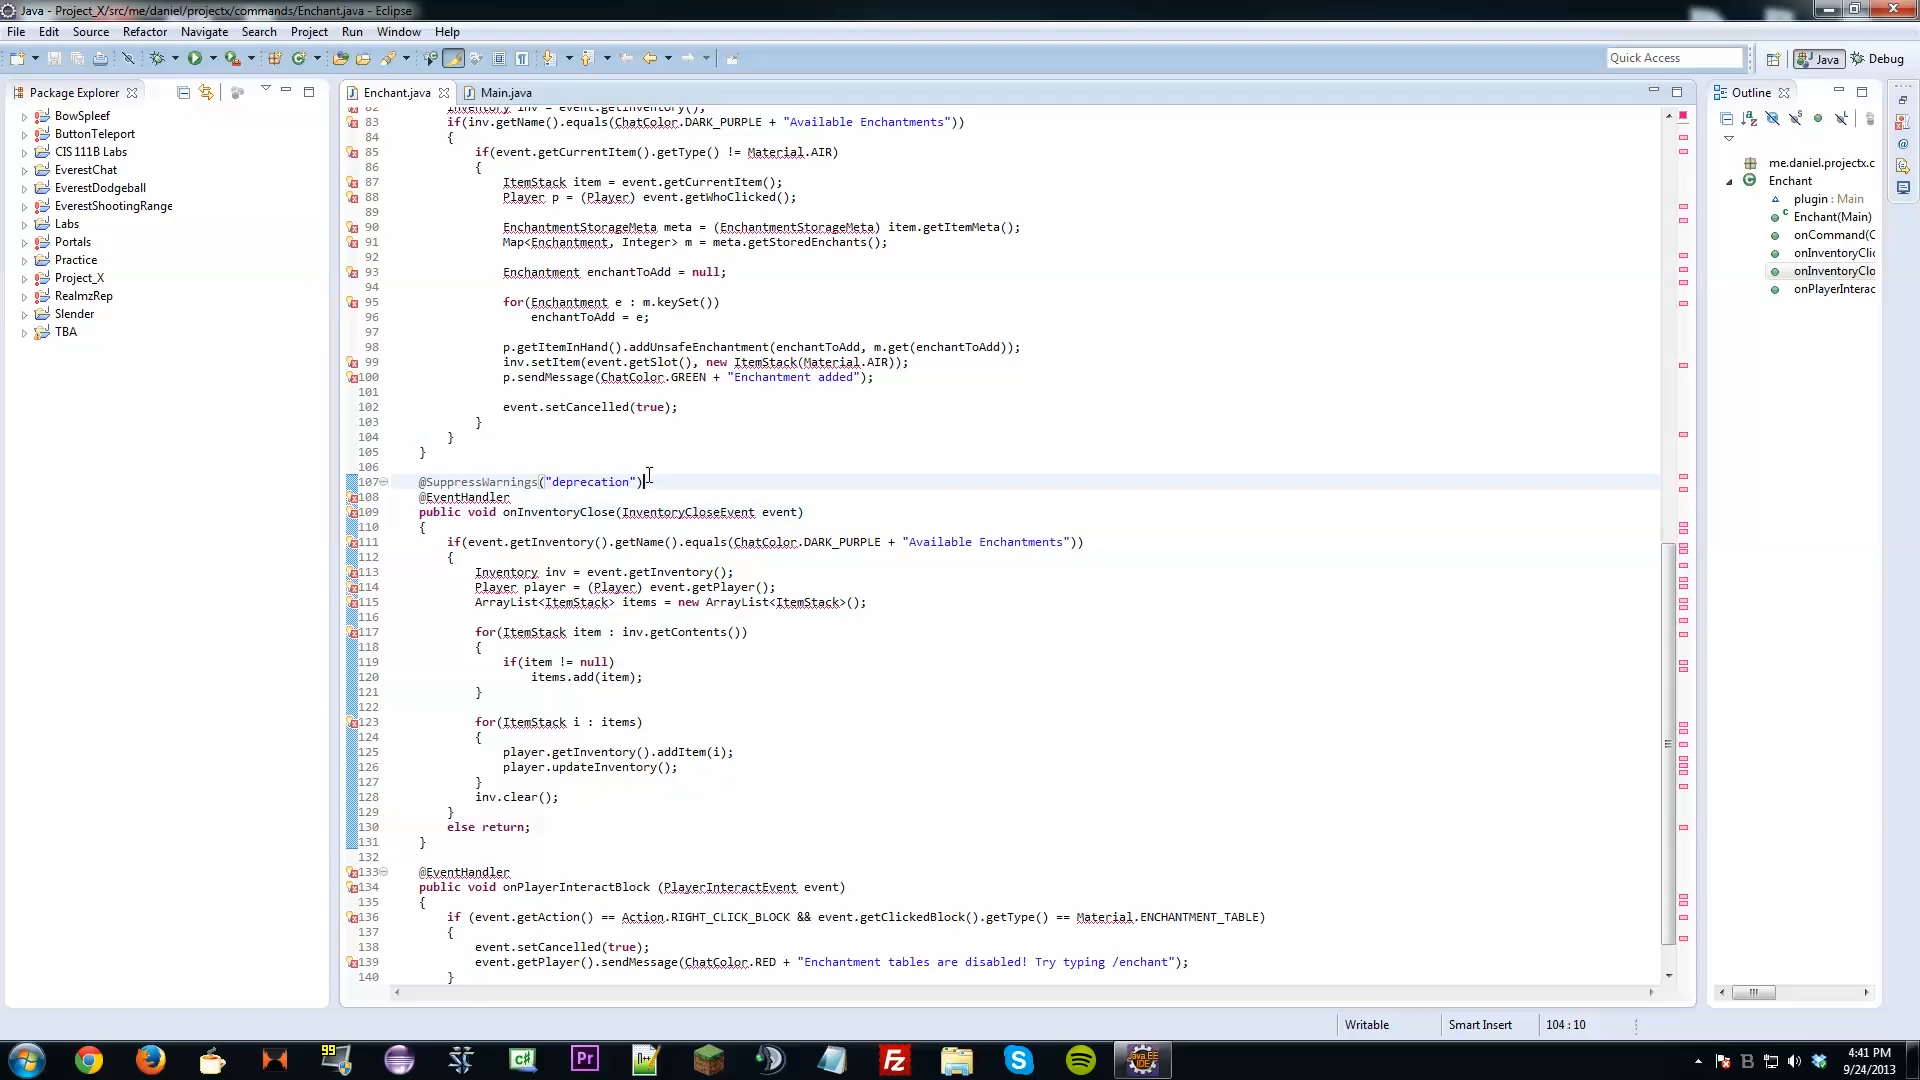 Java - Project_X/src/me/daniel/projectx/commands/Enchant.java - Eclipse
File Edit Source Refactor Navigate Search Project Run Window Help
Quick Access
Java
Debug
Package Explorer
BowSpleef
ButtonTeleport
CIS 111B Labs
EverestChat
EverestDodgeball
EverestShootingRange
Labs
Portals
Practice
Project_X
RealmzRep
Slender
TBA
Enchant.java
Main.java
82 Inventory inv = event.getInventory();
83 if(inv.getName().equals(ChatColor.DARK_PURPLE + "Available Enchantments"))
84 {
85 if(event.getCurrentItem().getType() != Material.AIR)
86 {
87 ItemStack item = event.getCurrentItem();
88 Player p = (Player) event.getWhoClicked();
89
90 EnchantmentStorageMeta meta = (EnchantmentStorageMeta) item.getItemMeta();
91 Map<Enchantment, Integer> m = meta.getStoredEnchants();
92
93 Enchantment enchantToAdd = null;
94
95 for(Enchantment e : m.keySet())
96 enchantToAdd = e;
97
98 p.getItemInHand().addUnsafeEnchantment(enchantToAdd, m.get(enchantToAdd));
99 inv.setItem(event.getSlot(), new ItemStack(Material.AIR));
100 p.sendMessage(ChatColor.GREEN + "Enchantment added");
101
102 event.setCancelled(true);
103 }
104 }
105 }
106
107 @SuppressWarnings("deprecation")
108 @EventHandler
109 public void onInventoryClose(InventoryCloseEvent event)
110 {
111 if(event.getInventory().getName().equals(ChatColor.DARK_PURPLE + "Available Enchantments"))
112 {
113 Inventory inv = event.getInventory();
114 Player player = (Player) event.getPlayer();
115 ArrayList<ItemStack> items = new ArrayList<ItemStack>();
116
117 for(ItemStack item : inv.getContents())
118 {
119 if(item != null)
120 items.add(item);
121 }
122
123 for(ItemStack i : items)
124 {
125 player.getInventory().addItem(i);
126 player.updateInventory();
127 }
128 inv.clear();
129 }
130 else return;
131 }
132
133 @EventHandler
134 public void onPlayerInteractBlock (PlayerInteractEvent event)
135 {
136 if (event.getAction() == Action.RIGHT_CLICK_BLOCK && event.getClickedBlock().getType() == Material.ENCHANTMENT_TABLE)
137 {
138 event.setCancelled(true);
139 event.getPlayer().sendMessage(ChatColor.RED + "Enchantment tables are disabled! Try typing /enchant");
140 }
Outline
me.daniel.projectx.c
Enchant
plugin : Main
Enchant(Main)
onCommand(C
onInventoryClic
onInventoryClo
onPlayerInterac
Writable
Smart Insert
104 : 10
99
Pr
4:41 PM
9/24/2013